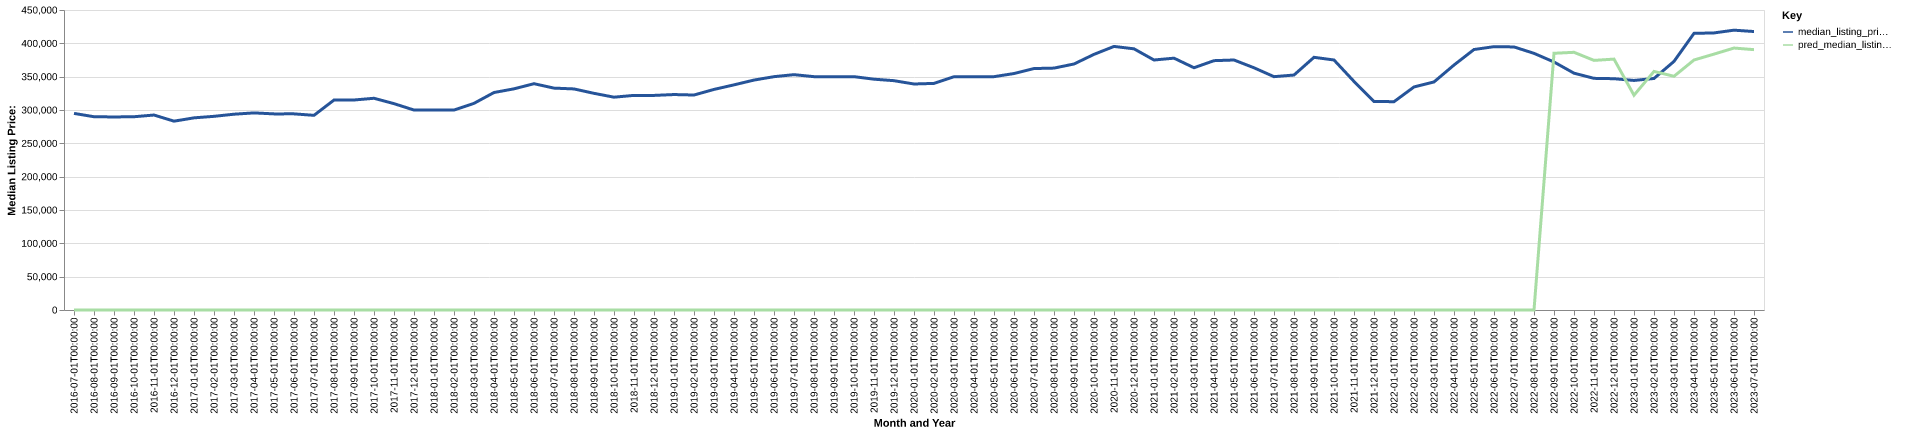 450,000
400,000
350,000
300,000
250,000
200,000
150,000
100,000
50,000
0
Median Listing Price:
2016-07-01T00:00:00
2016-08-01T00:00:00
2016-09-01T00:00:00
2016-10-01T00:00:00
2016-11-01T00:00:00
2016-12-01T00:00:00
2017-01-01T00:00:00
2017-02-01T00:00:00
2017-03-01T00:00:00
2017-04-01T00:00:00
2017-05-01T00:00:00
2017-06-01T00:00:00
2017-07-01T00:00:00
2017-08-01T00:00:00
2017-09-01T00:00:00
2017-10-01T00:00:00
2017-11-01T00:00:00
2017-12-01T00:00:00
2018-01-01T00:00:00
2018-02-01T00:00:00
2018-03-01T00:00:00
2018-04-01T00:00:00
2018-05-01T00:00:00
2018-06-01T00:00:00
2018-07-01T00:00:00
2018-08-01T00:00:00
2018-09-01T00:00:00
2018-10-01T00:00:00
2018-11-01T00:00:00
2018-12-01T00:00:00
2019-01-01T00:00:00
2019-02-01T00:00:00
2019-03-01T00:00:00
2019-04-01T00:00:00
2019-05-01T00:00:00
2019-06-01T00:00:00
2019-07-01T00:00:00
2019-08-01T00:00:00
2019-09-01T00:00:00
2019-10-01T00:00:00
2019-11-01T00:00:00
2019-12-01T00:00:00
2020-01-01T00:00:00
2020-02-01T00:00:00
2020-03-01T00:00:00
2020-04-01T00:00:00
2020-05-01T00:00:00
2020-06-01T00:00:00
2020-07-01T00:00:00
2020-08-01T00:00:00
2020-09-01T00:00:00
2020-10-01T00:00:00
2020-11-01T00:00:00
2020-12-01T00:00:00
2021-01-01T00:00:00
2021-02-01T00:00:00
2021-03-01T00:00:00
2021-04-01T00:00:00
2021-05-01T00:00:00
2021-06-01T00:00:00
2021-07-01T00:00:00
2021-08-01T00:00:00
2021-09-01T00:00:00
2021-10-01T00:00:00
2021-11-01T00:00:00
2021-12-01T00:00:00
2022-01-01T00:00:00
2022-02-01T00:00:00
2022-03-01T00:00:00
2022-04-01T00:00:00
2022-05-01T00:00:00
2022-06-01T00:00:00
2022-07-01T00:00:00
2022-08-01T00:00:00
2022-09-01T00:00:00
2022-10-01T00:00:00
2022-11-01T00:00:00
2022-12-01T00:00:00
2023-01-01T00:00:00
2023-02-01T00:00:00
2023-03-01T00:00:00
2023-04-01T00:00:00
2023-05-01T00:00:00
2023-06-01T00:00:00
2023-07-01T00:00:00
Month and Year
Key
median_listing_pri…
pred_median_listin…